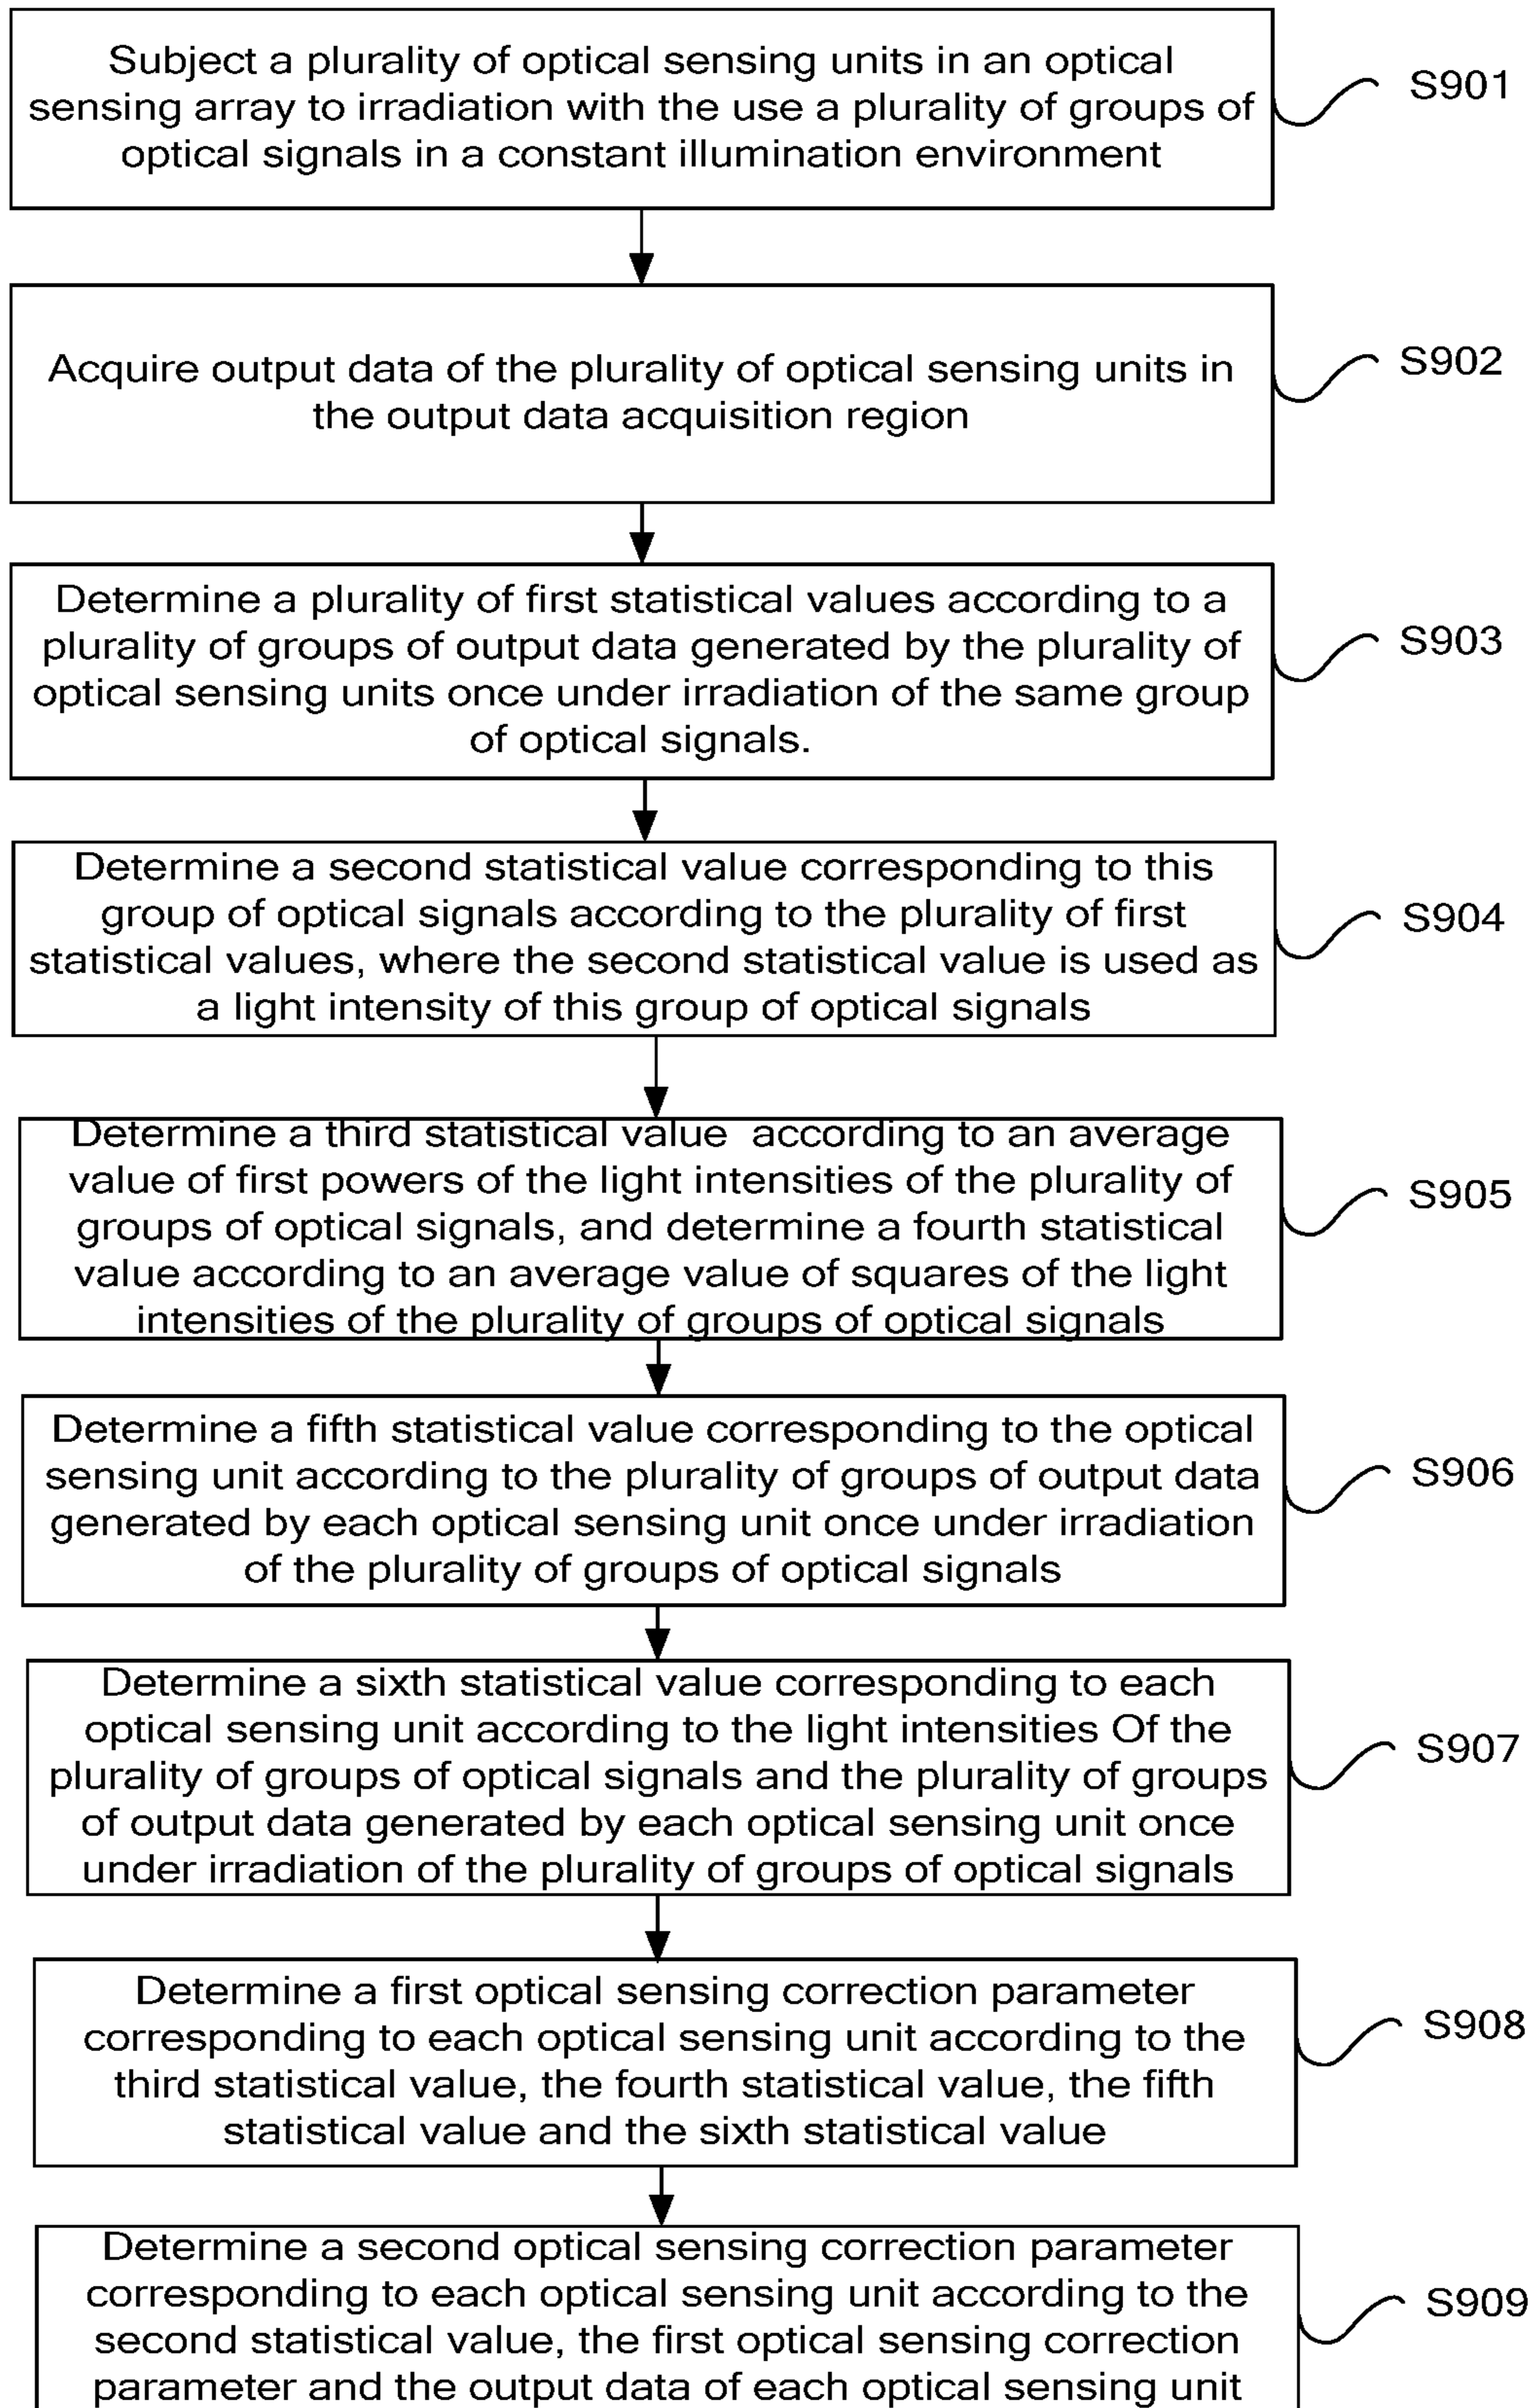 Subject a plurality of optical sensing units in an optical
sensing array to irradiation with the use a plurality of groups of
optical signals in a constant illumination environment
S901
Acquire output data of the plurality of optical sensing units in
the output data acquisition region
S902
Determine a plurality of first statistical values according to a
plurality of groups of output data generated by the plurality of
optical sensing units once under irradiation of the same group
of optical signals.
S903
Determine a second statistical value corresponding to this
group of optical signals according to the plurality of first
statistical values, where the second statistical value is used as
a light intensity of this group of optical signals
S904
Determine a third statistical value according to an average
value of first powers of the light intensities of the plurality of
groups of optical signals, and determine a fourth statistical
value according to an average value of squares of the light
intensities of the plurality of groups of optical signals
S905
Determine a fifth statistical value corresponding to the optical
sensing unit according to the plurality of groups of output data
generated by each optical sensing unit once under irradiation
of the plurality of groups of optical signals
S906
Determine a sixth statistical value corresponding to each
optical sensing unit according to the light intensities Of the
plurality of groups of optical signals and the plurality of groups
of output data generated by each optical sensing unit once
under irradiation of the plurality of groups of optical signals
S907
Determine a first optical sensing correction parameter
corresponding to each optical sensing unit according to the
third statistical value, the fourth statistical value, the fifth
statistical value and the sixth statistical value
S908
Determine a second optical sensing correction parameter
corresponding to each optical sensing unit according to the
second statistical value, the first optical sensing correction
parameter and the output data of each optical sensing unit
S909